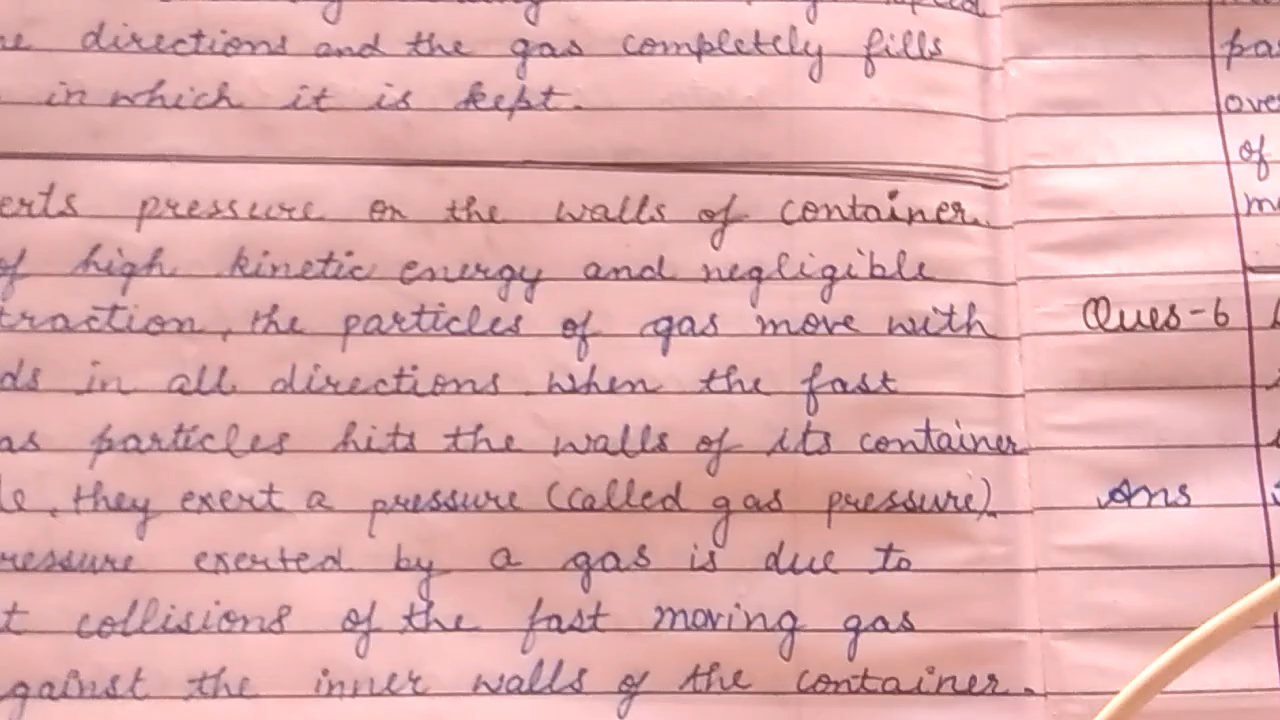 directions and the gas completely fills
in which it is kept.
erts pressure on the walls of container
of high kinetic energy and negligible
traction, the particles of gas move with
ds in all directions when the fast
as particles hits the walls of its container
le, they exert a pressure (called gas pressure).
ressure exerted by a gas is due to
t collisions of the fast moving gas
gainst the inner walls of the container.
pa
ove
of
m
Ques-6
Ans